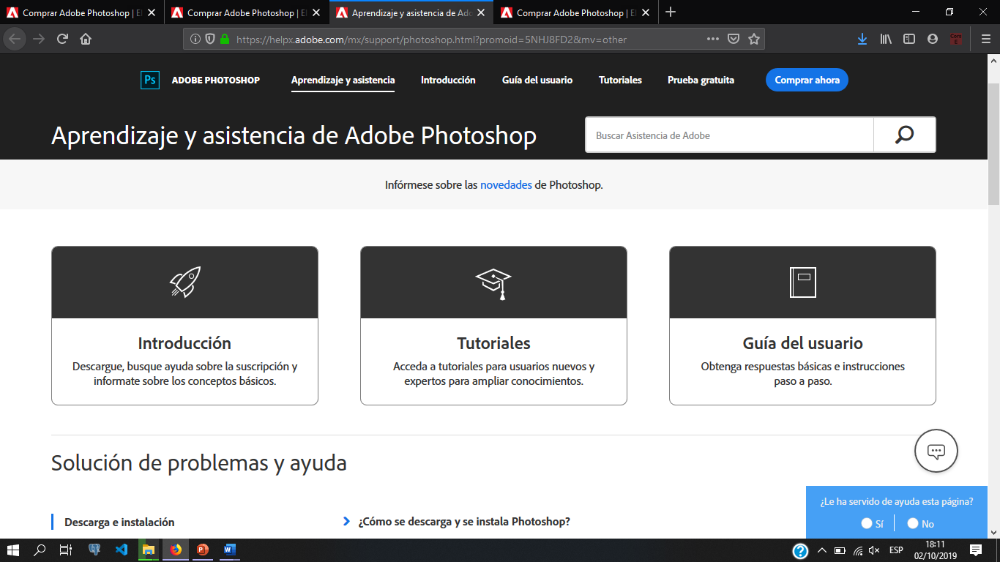 Comprar Adobe Photoshop | El
Comprar Adobe Photoshop | El
Aprendizaje y asistencia de Ado
Comprar Adobe Photoshop | El
https://helpx.adobe.com/mx/support/photoshop.html?promoid=5NHJ8FD2&mv=other
Ps ADOBE PHOTOSHOP Aprendizaje y asistencia Introducción Guía del usuario Tutoriales Prueba gratuita Comprar ahora
Aprendizaje y asistencia de Adobe Photoshop
Buscar Asistencia de Adobe
Infórmese sobre las novedades de Photoshop.
Introducción
Descargue, busque ayuda sobre la suscripción y
informate sobre los conceptos básicos.
Tutoriales
Acceda a tutoriales para usuarios nuevos y
expertos para ampliar conocimientos.
Guía del usuario
Obtenga respuestas básicas e instrucciones
paso a paso.
Solución de problemas y ayuda
Descarga e instalación
¿Cómo se descarga y se instala Photoshop?
¿Le ha servido de ayuda esta página?
Sí No
ESP
18:11
02/10/2019